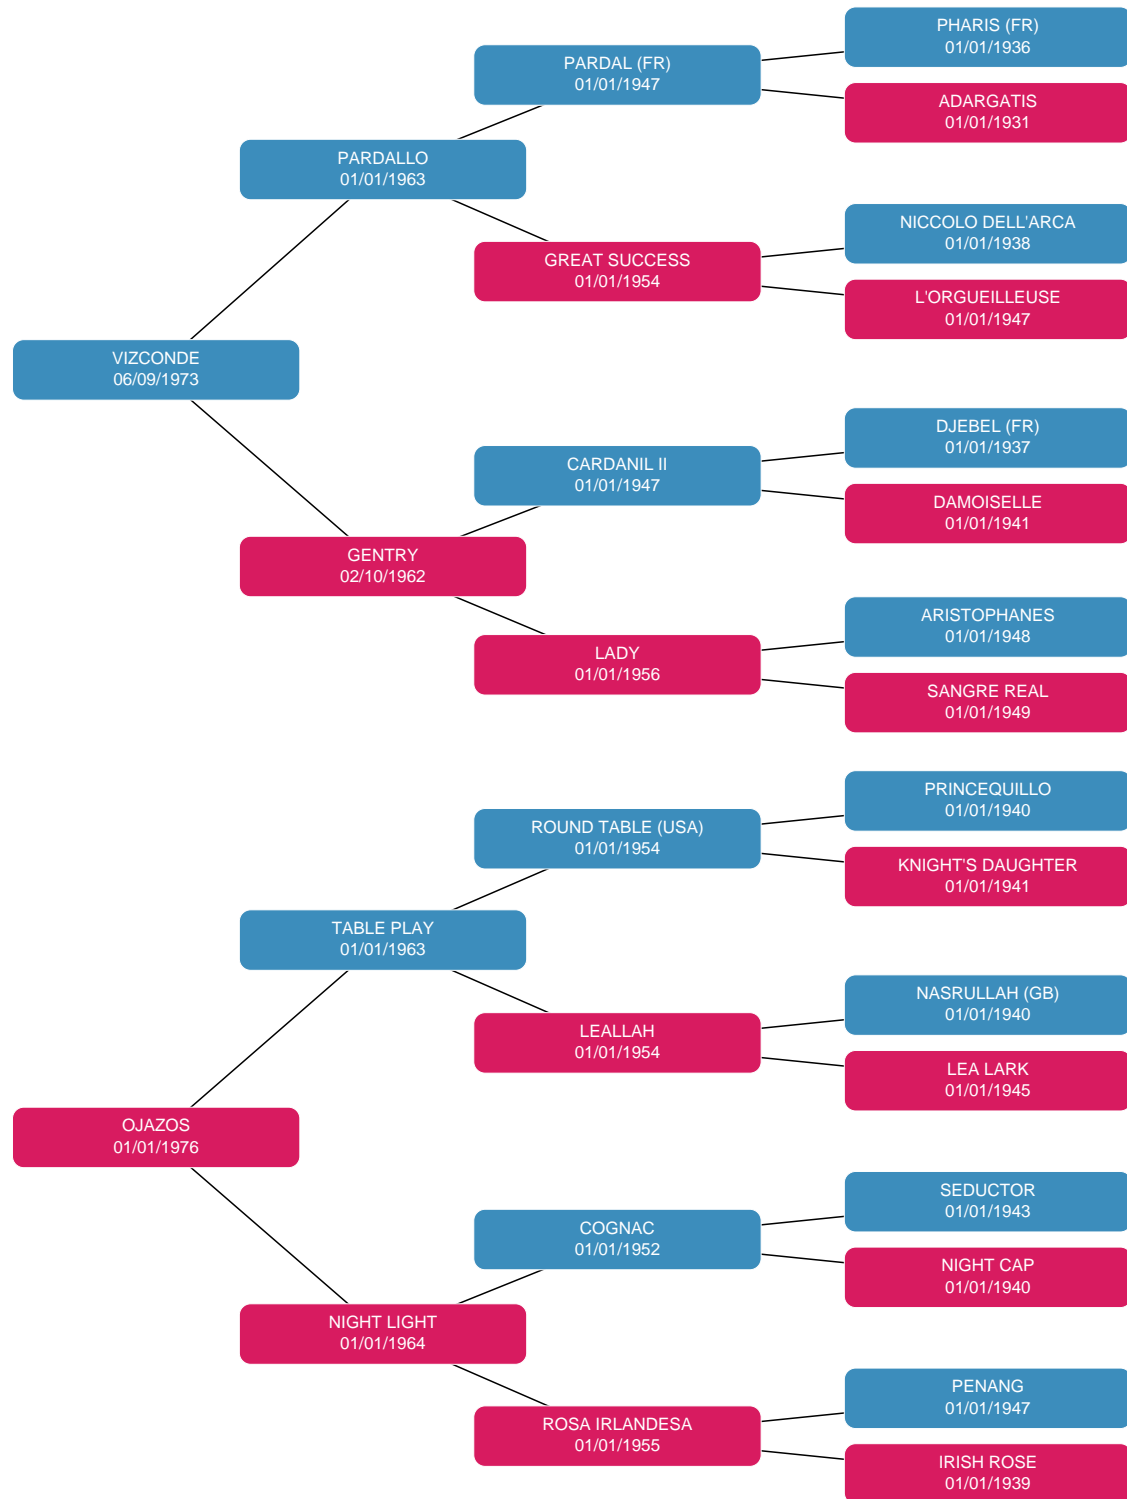 PHARIS (FR)
01/01/1936
PARDAL (FR)
01/01/1947
ADARGATIS
01/01/1931
PARDALLO
01/01/1963
NICCOLO DELL'ARCA
01/01/1938
GREAT SUCCESS
01/01/1954
L'ORGUEILLEUSE
01/01/1947
VIZCONDE
06/09/1973
DJEBEL (FR)
01/01/1937
CARDANIL II
01/01/1947
DAMOISELLE
01/01/1941
GENTRY
02/10/1962
ARISTOPHANES
01/01/1948
LADY
01/01/1956
SANGRE REAL
01/01/1949
PRINCEQUILLO
01/01/1940
ROUND TABLE (USA)
01/01/1954
KNIGHT'S DAUGHTER
01/01/1941
TABLE PLAY
01/01/1963
NASRULLAH (GB)
01/01/1940
LEALLAH
01/01/1954
LEA LARK
01/01/1945
OJAZOS
01/01/1976
SEDUCTOR
01/01/1943
COGNAC
01/01/1952
NIGHT CAP
01/01/1940
NIGHT LIGHT
01/01/1964
PENANG
01/01/1947
ROSA IRLANDESA
01/01/1955
IRISH ROSE
01/01/1939